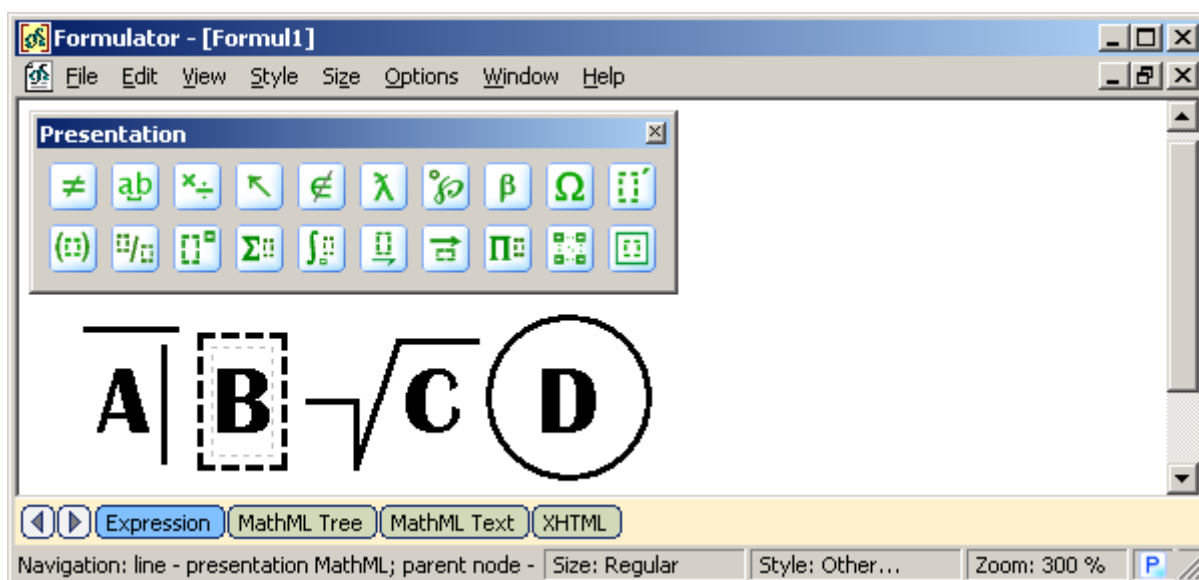 Formulator - [Formul1]
File Edit View Style Size Options Window Help
Presentation
≠ ab ×÷ ↖ ∉ ƛ °℘ β Ω
Σ ∫ Π
A B √C D
Expression MathML Tree MathML Text XHTML
Navigation: line - presentation MathML; parent node - Size: Regular Style: Other... Zoom: 300 % P